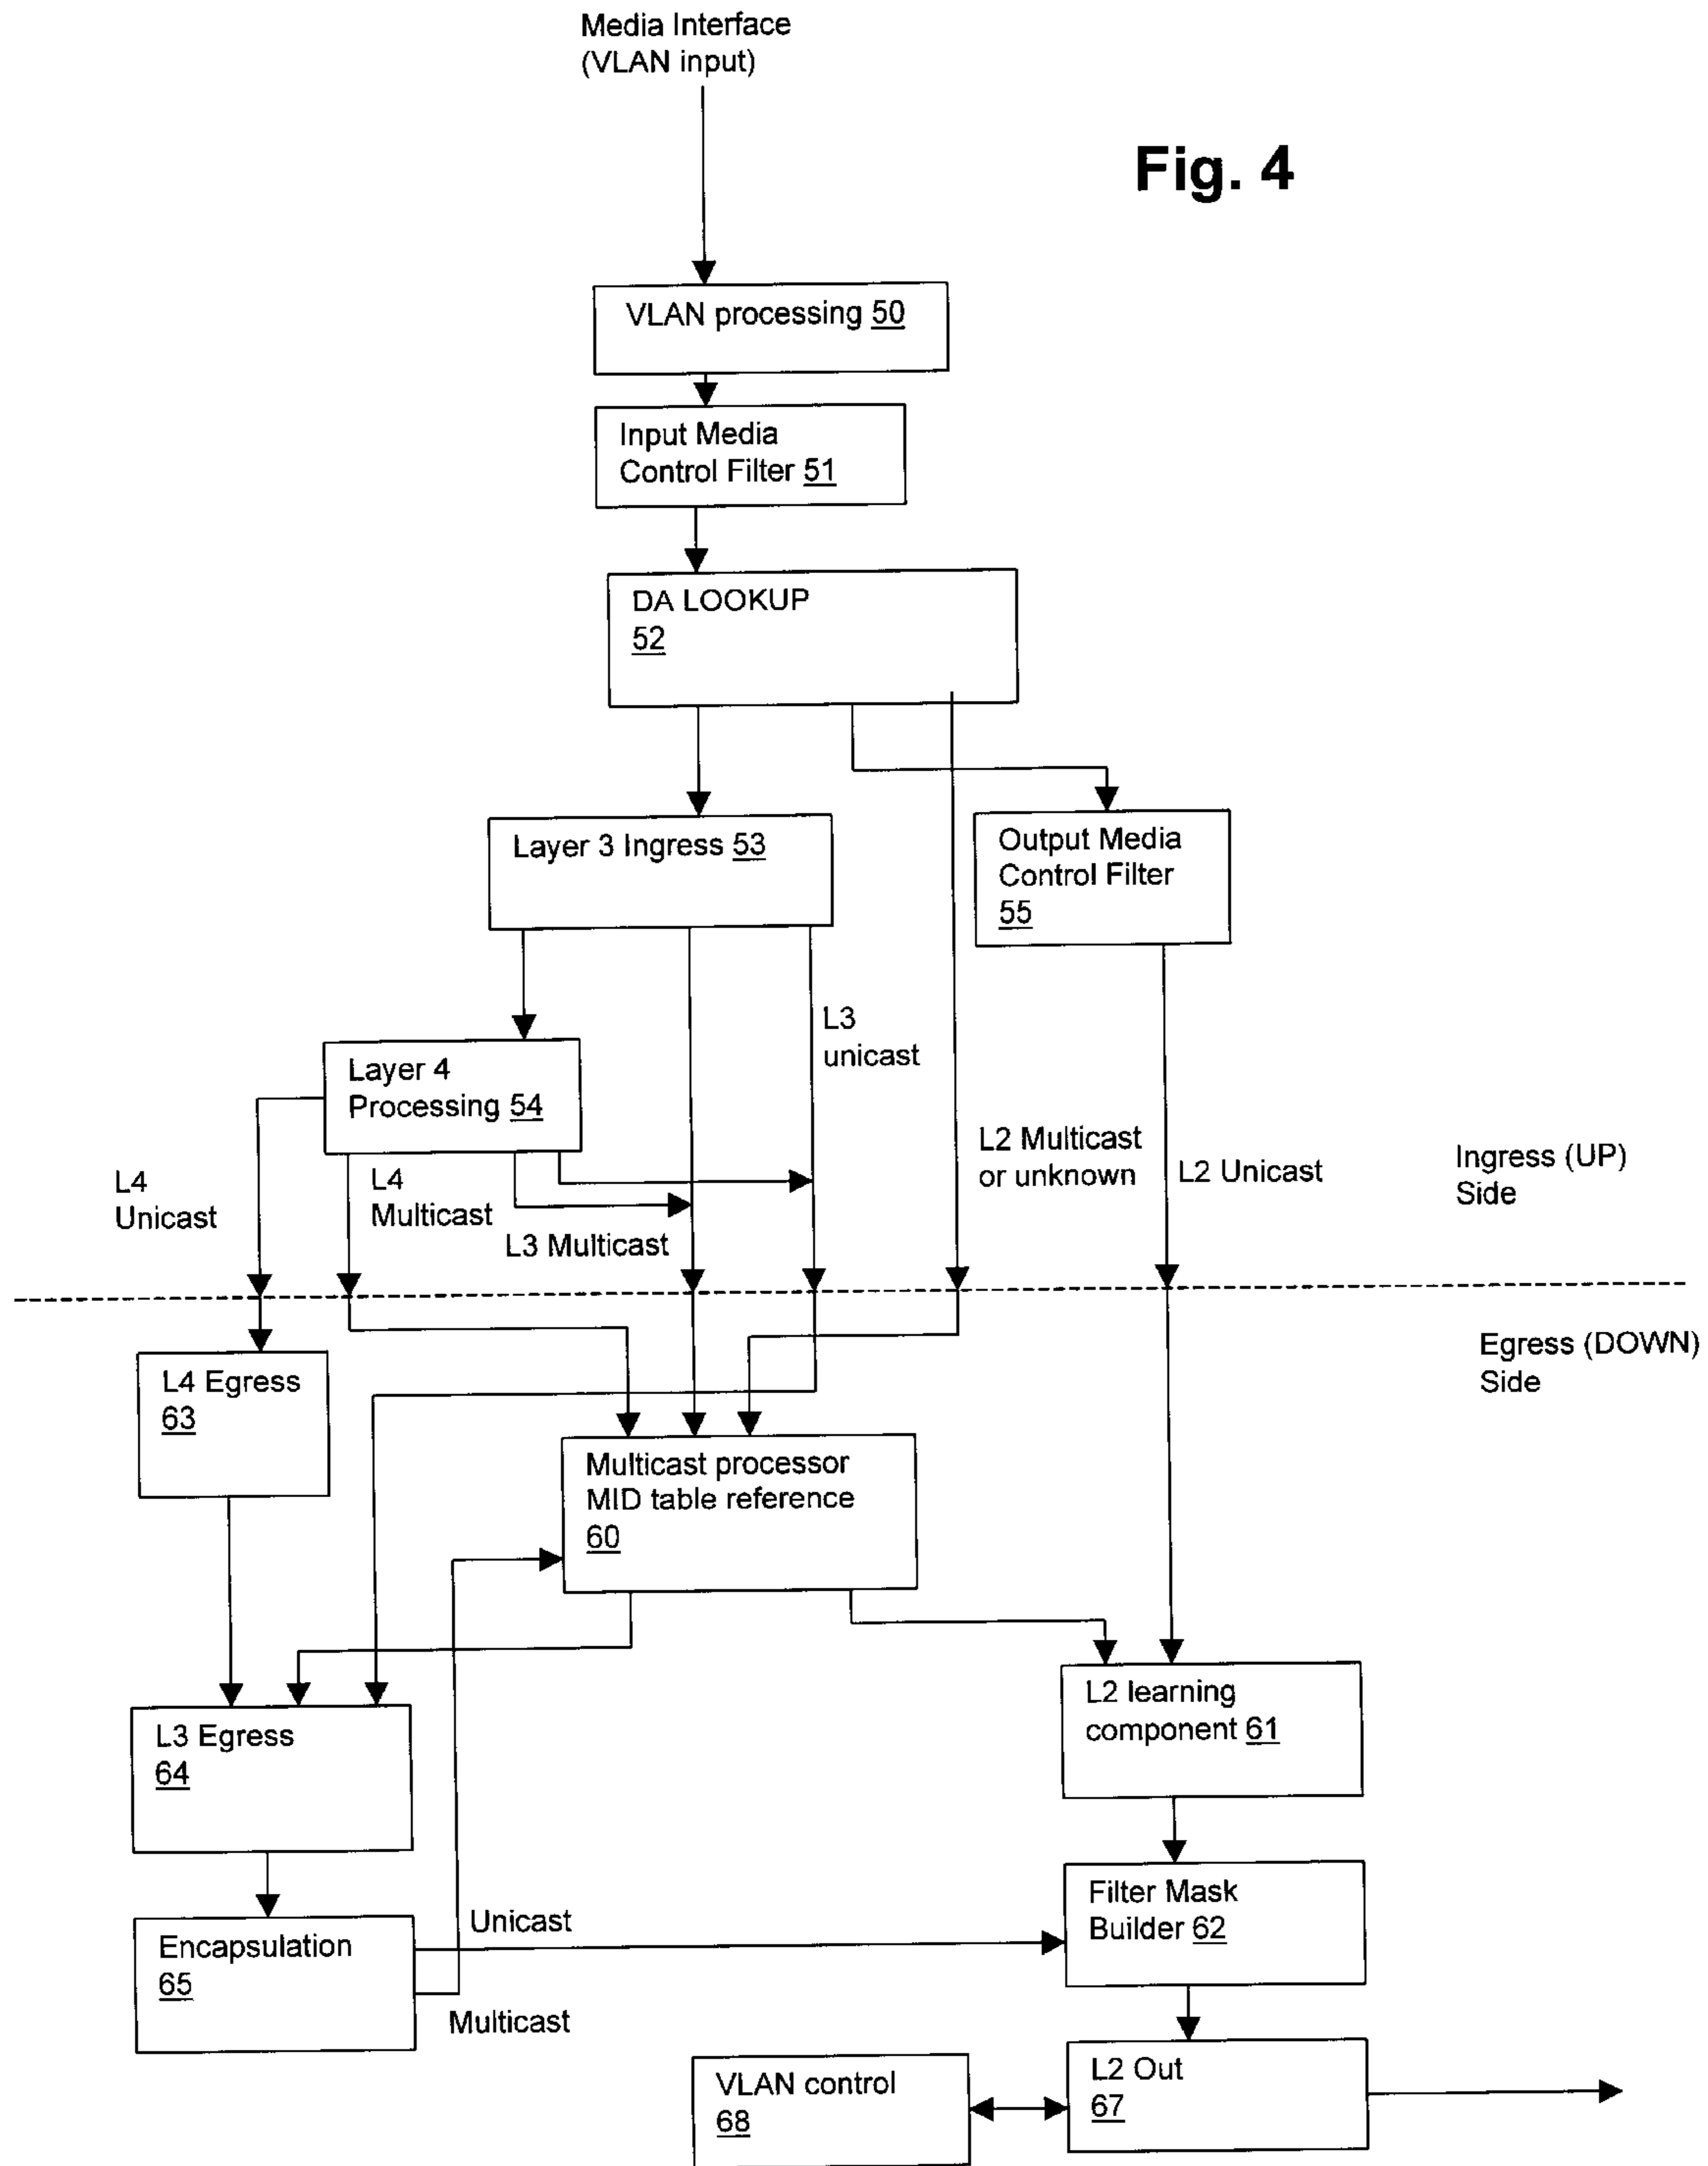 Media Interface
(VLAN input)
Fig. 4
VLAN processing 50
Input Media
Control Filter 51
DA LOOKUP
52
Layer 3 Ingress 53
Output Media
Control Filter
55
L3
unicast
Layer 4
Processing 54
L2 Multicast
or unknown
L2 Unicast
Ingress (UP)
Side
L4
Unicast
L4
Multicast
L3 Multicast
Egress (DOWN)
Side
L4 Egress
63
Multicast processor
MID table reference
60
L2 learning
component 61
L3 Egress
64
Filter Mask
Builder 62
Unicast
Encapsulation
65
Multicast
VLAN control
68
L2 Out
67